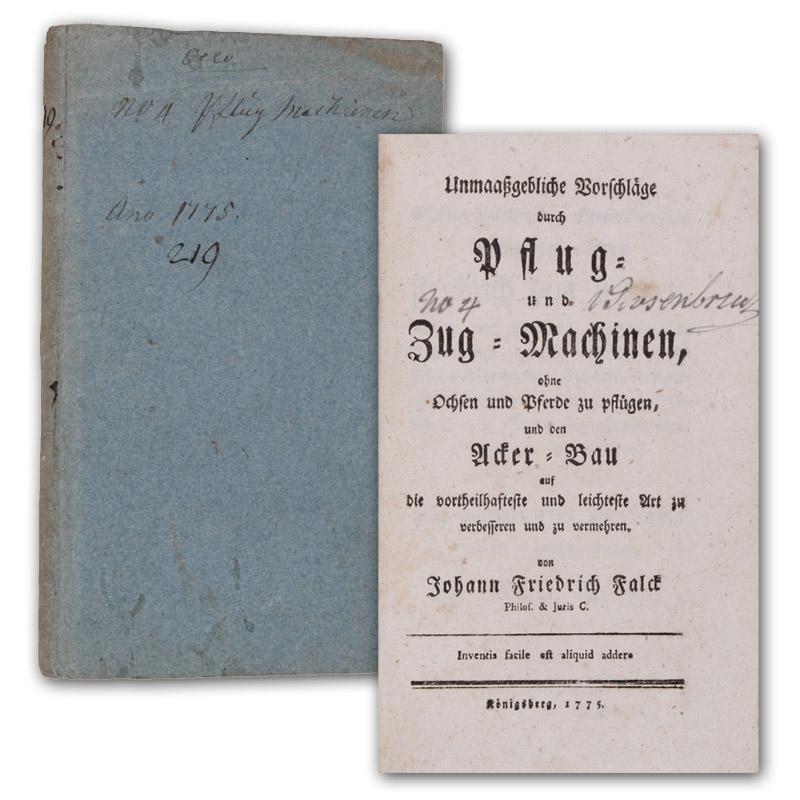 Oeco
No 4 Pflug Machienen
Ano 1775.
219
Unmaaßgebliche Vorschläge
durch
Pflug-
und
No 4
Zug-Machinen,
ohne
Ochsen und Pferde zu pflügen,
und den
Acker-Bau
auf
die vortheilhafteste und leichteste Art zu
verbesseren und zu vermehren.
von
Johann Friedrich Falck
Philos. & Juris C.
Inventis facile est aliquid addere
Königsberg, 1775.